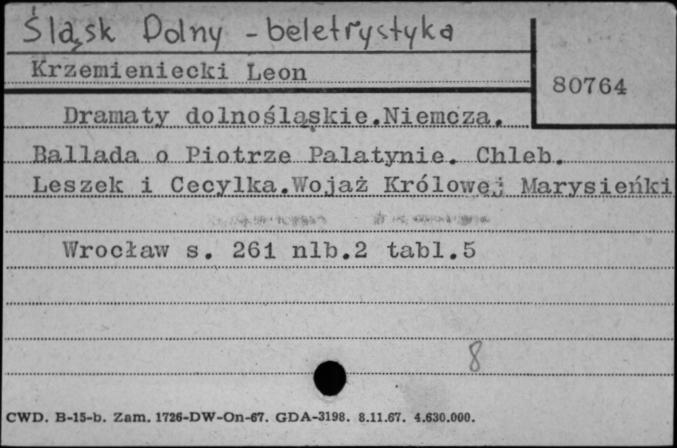 Śląsk Dolny - beletrystyka
Krzemieniecki Leon
80764
Dramaty dolnośląskie.Niemcza.
Ballada o Piotrze Palatynie. Chleb.
Leszek i Cecylka.Wojaż Królowej Marysieńki
Wrocław s. 261 nlb.2 tabl.5
8
CWD. B-15-b. Zam. 1726-DW-On-67. GDA-3198. 8.11.67. 4.630.000.